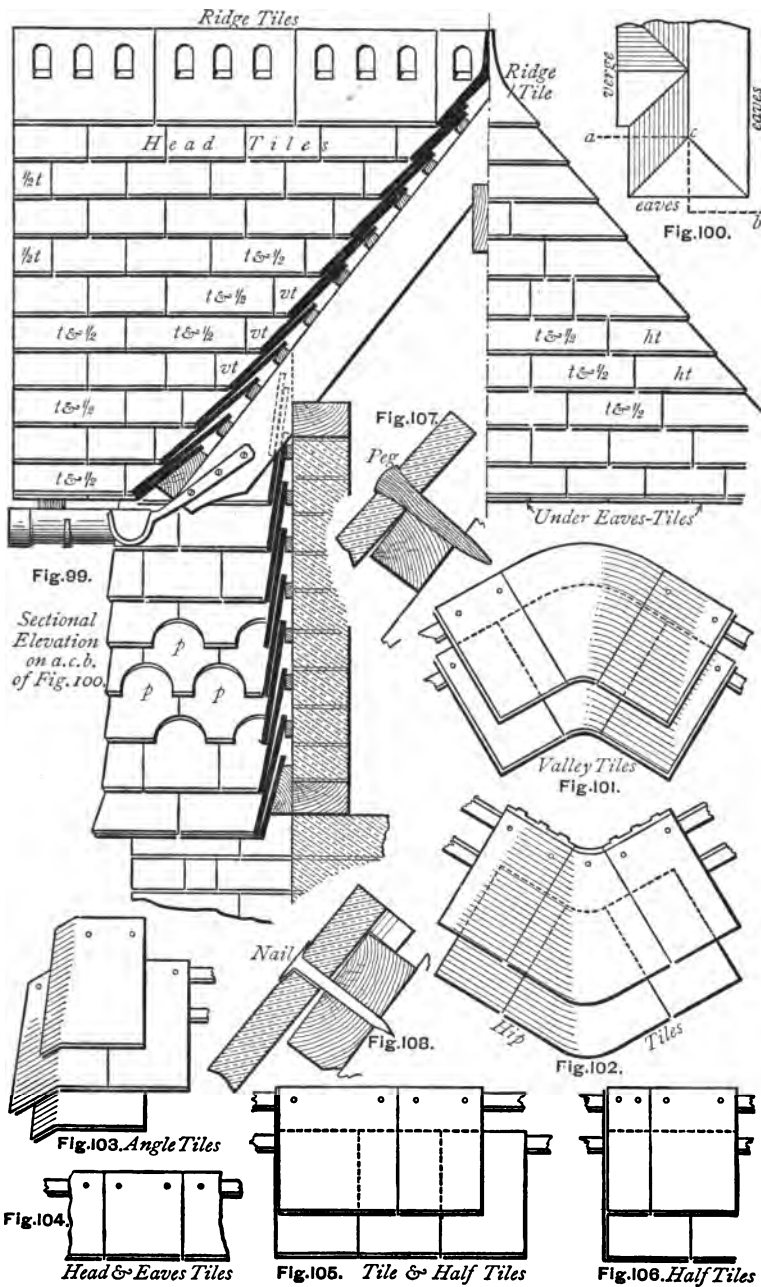 Ridge Tiles
Ridge
Tile
verge
eaves
a
c
eaves
b
Fig.100.
Head Tiles
½t
½t
t&½
t&½
vt
t&½
t&½
vt
vt
t&½
t&½
t&½
ht
t&½
ht
t&½
Fig.107.
Peg
Under Eaves-Tiles
Fig.99.
Sectional
Elevation
on a.c.b.
of Fig.100.
p
p
p
Valley Tiles
Fig.101.
Nail
Fig.108.
Hip
Tiles
Fig.102.
Fig.103. Angle Tiles
Fig.104.
Head & Eaves Tiles
Fig.105. Tile & Half Tiles
Fig.106. Half Tiles